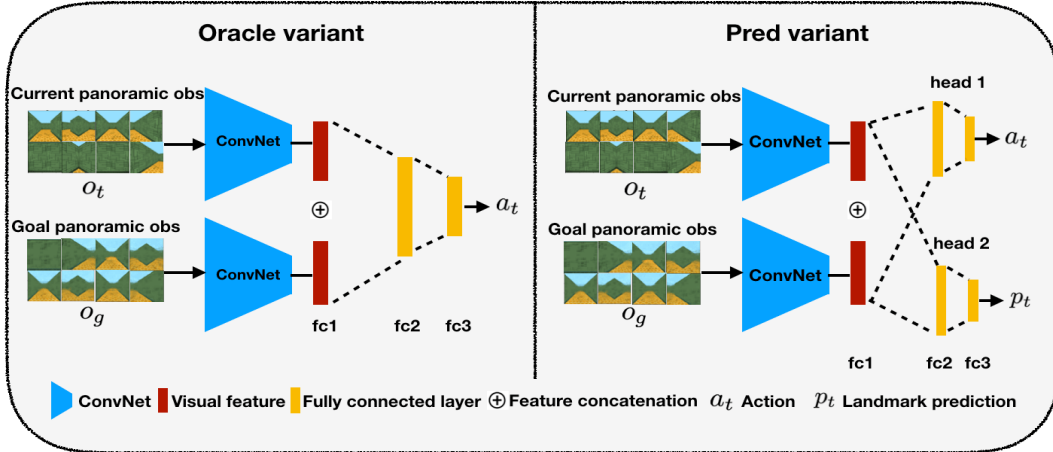 Oracle variant
Current panoramic obs
ConvNet
o_t
⊕
a_t
Goal panoramic obs
ConvNet
o_g
fc1
fc2
fc3
Pred variant
head 1
Current panoramic obs
ConvNet
a_t
o_t
⊕
Goal panoramic obs
head 2
ConvNet
p_t
o_g
fc1
fc2
fc3
ConvNet Visual feature Fully connected layer ⊕ Feature concatenation a_t Action p_t Landmark prediction